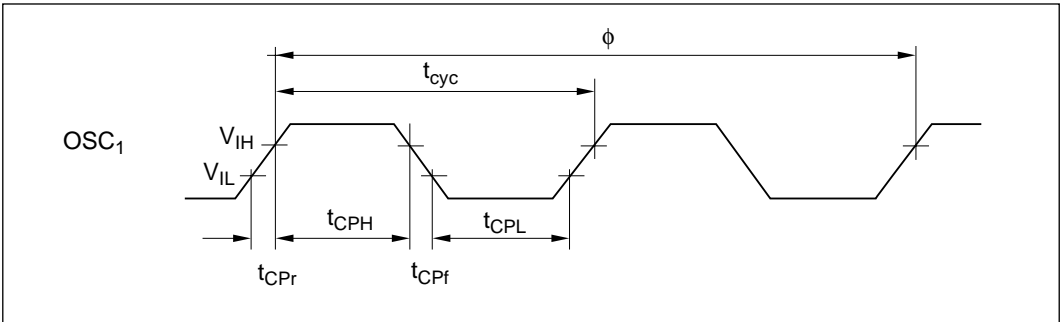 ϕ
tcyc
OSC1
VIH
VIL
tCPH
tCPL
tCPr
tCPf